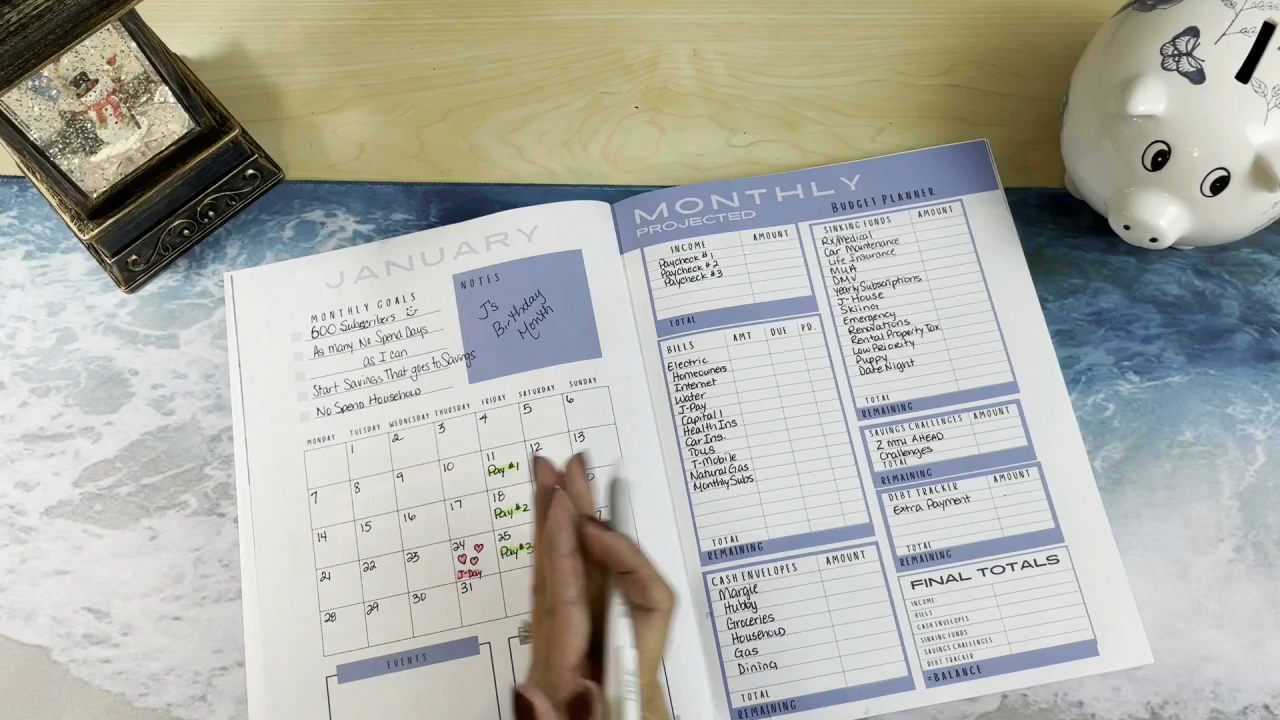 JANUARY
MONTHLY GOALS
600 Subscribers
As Many No Spend Days
as I can
Start Savings That goes to Savings
No Spend Household
NOTES
J's
Birthday
Month
MONDAY TUESDAY WEDNESDAY THURSDAY FRIDAY SATURDAY SUNDAY
1 2 3 4 5 6
7 8 9 10 11 12 13
Pay #1
14 15 16 17 18
Pay #2
21 22 23 24 25
J-Day
Pay #3
28 29 30 31
EVENTS
MONTHLY
PROJECTED
BUDGET PLANNER
INCOME AMOUNT
Paycheck #1
Paycheck #2
Paycheck #3
TOTAL
BILLS AMT DUE PD.
Electric
Homeowners
Internet
Water
J-Pay
Capital 1
Health Ins
Car Ins.
Tolls
T-Mobile
Natural Gas
Monthly Subs
TOTAL
REMAINING
CASH ENVELOPES AMOUNT
Margie
Hubby
Groceries
Household
Gas
Dining
TOTAL
REMAINING
SINKING FUNDS AMOUNT
Rx/Medical
Car Maintenance
Life Insurance
MUA
DMV
Yearly Subscriptions
J-House
Skiing
Emergency
Renovations
Rental Property Tax
Low Priority
Puppy
Date Night
TOTAL
REMAINING
SAVINGS CHALLENGES AMOUNT
2 MTH AHEAD
Challenges
TOTAL
REMAINING
DEBT TRACKER AMOUNT
Extra Payment
TOTAL
REMAINING
FINAL TOTALS
INCOME
BILLS
CASH ENVELOPES
SINKING FUNDS
SAVINGS CHALLENGES
DEBT TRACKER
=BALANCE